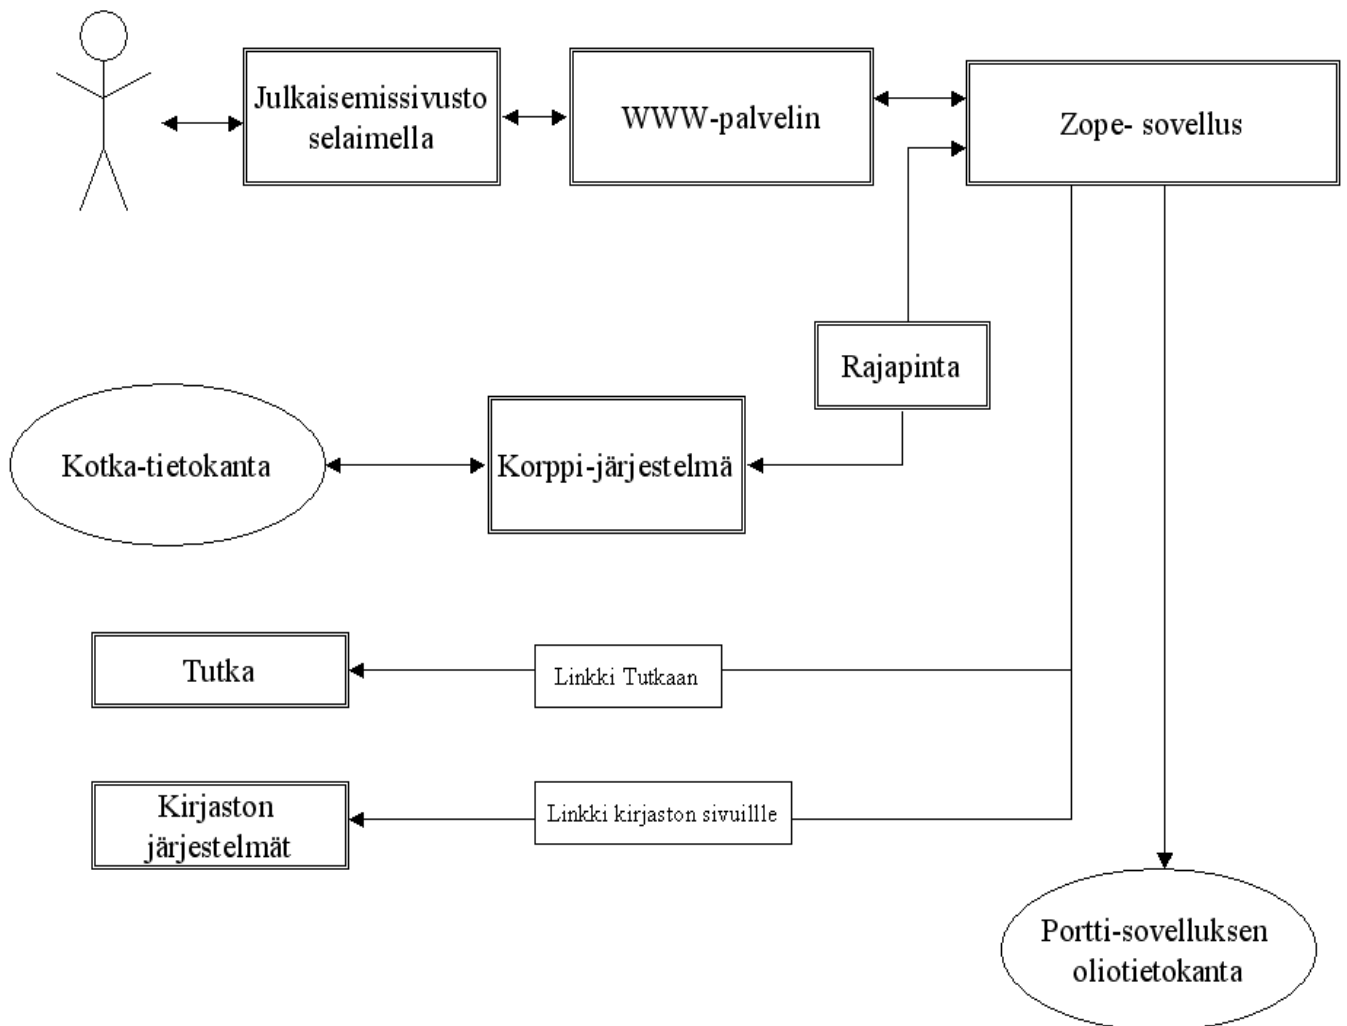 Julkaisemissivusto
selaimella
WWW-palvelin
Zope- sovellus
Rajapinta
Kotka-tietokanta
Korppi-järjestelmä
Tutka
Linkki Tutkaan
Kirjaston
järjestelmät
Linkki kirjaston sivuillle
Portti-sovelluksen
oliotietokanta